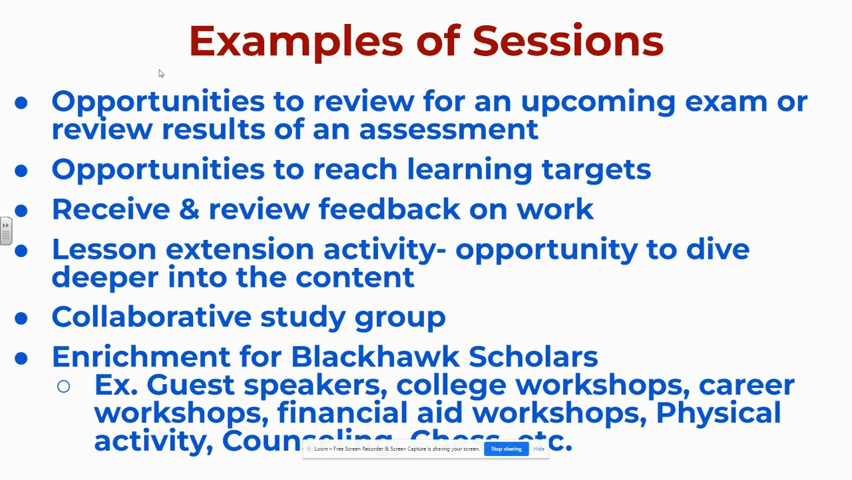 Examples of Sessions
● Opportunities to review for an upcoming exam or
review results of an assessment
● Opportunities to reach learning targets
● Receive & review feedback on work
● Lesson extension activity- opportunity to dive
deeper into the content
● Collaborative study group
● Enrichment for Blackhawk Scholars
○ Ex. Guest speakers, college workshops, career
workshops, financial aid workshops, Physical
activity, Counseling, Chess, etc.
Loom – Free Screen Recorder & Screen Capture is sharing your screen. Stop sharing Hide